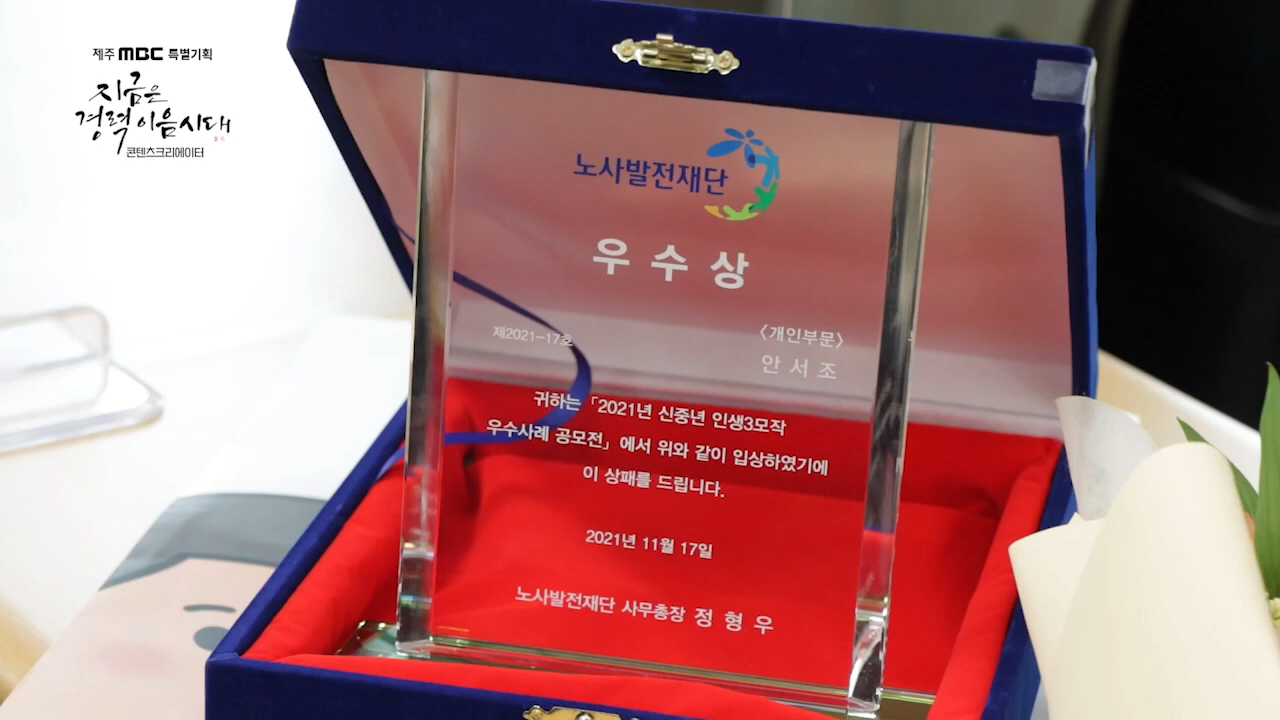 제주 MBC 특별기획
지금은
경력이음시대
콘텐츠크리에이터
노사발전재단
우수상
제2021-17호
〈개인부문〉
안서조
귀하는 「2021년 신중년 인생3모작
우수사례 공모전」에서 위와 같이 입상하였기에
이 상패를 드립니다.
2021년 11월 17일
노사발전재단 사무총장 정형우